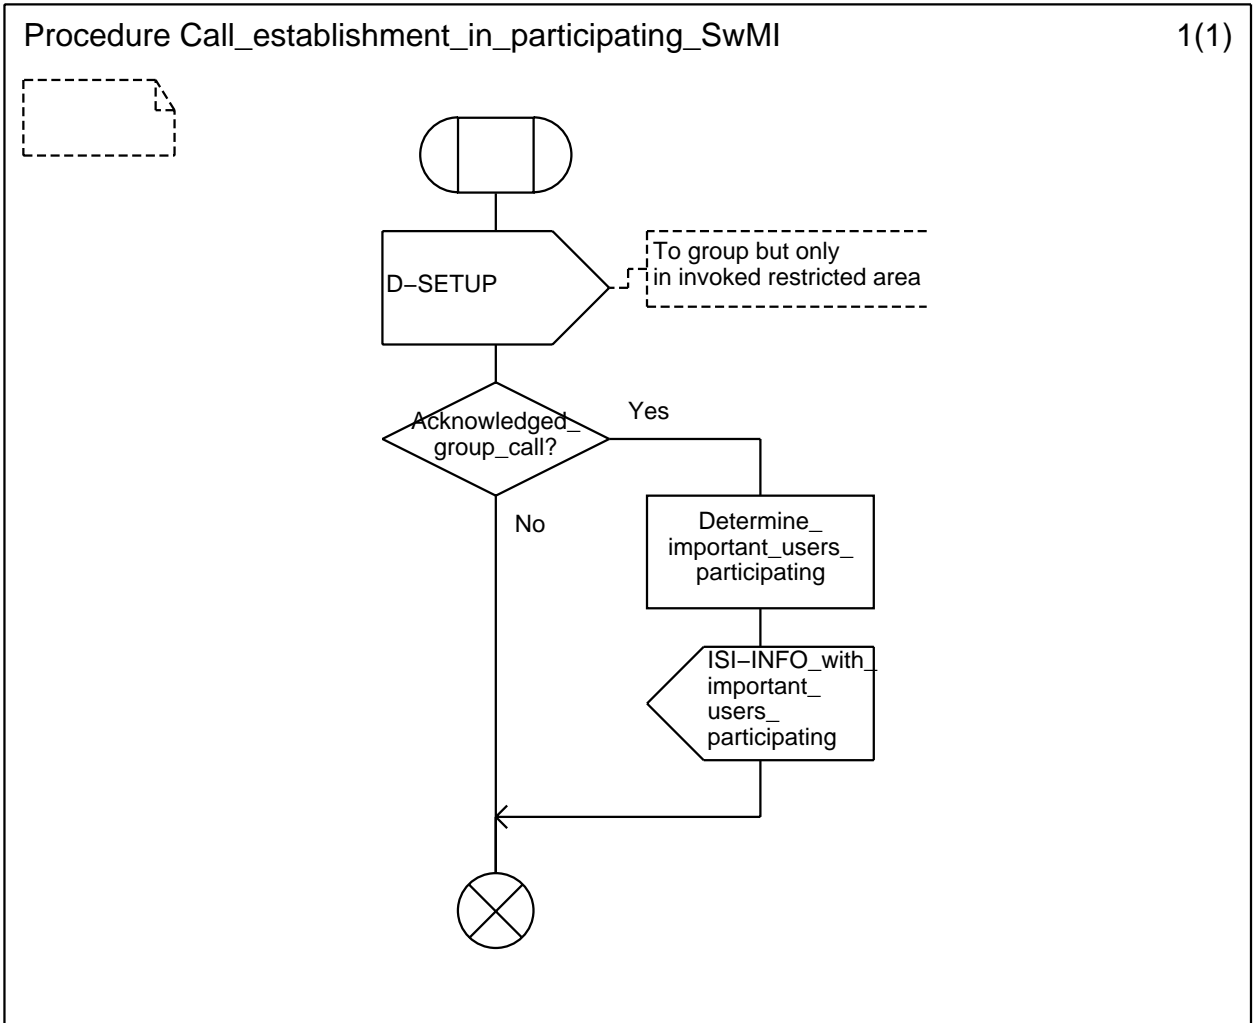 Procedure Call_establishment_in_participating_SwMI
1(1)
To group but only
in invoked restricted area
D−SETUP
Acknowledged_
group_call?
Yes
No
Determine_
important_users_
participating
ISI−INFO_with_
important_
users_
participating